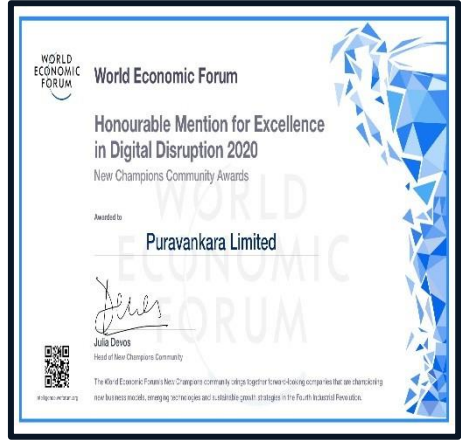 WORLD
ECONOMIC
FORUM
World Economic Forum
Honourable Mention for Excellence
in Digital Disruption 2020
New Champions Community Awards
WORLD
ECONOMIC
FORUM
Awarded to
Puravankara Limited
Julia Devos
Head of New Champions Community
The World Economic Forum's New Champions community brings together forward-looking companies that are championing
new business models, emerging technologies and sustainable growth strategies in the Fourth Industrial Revolution.